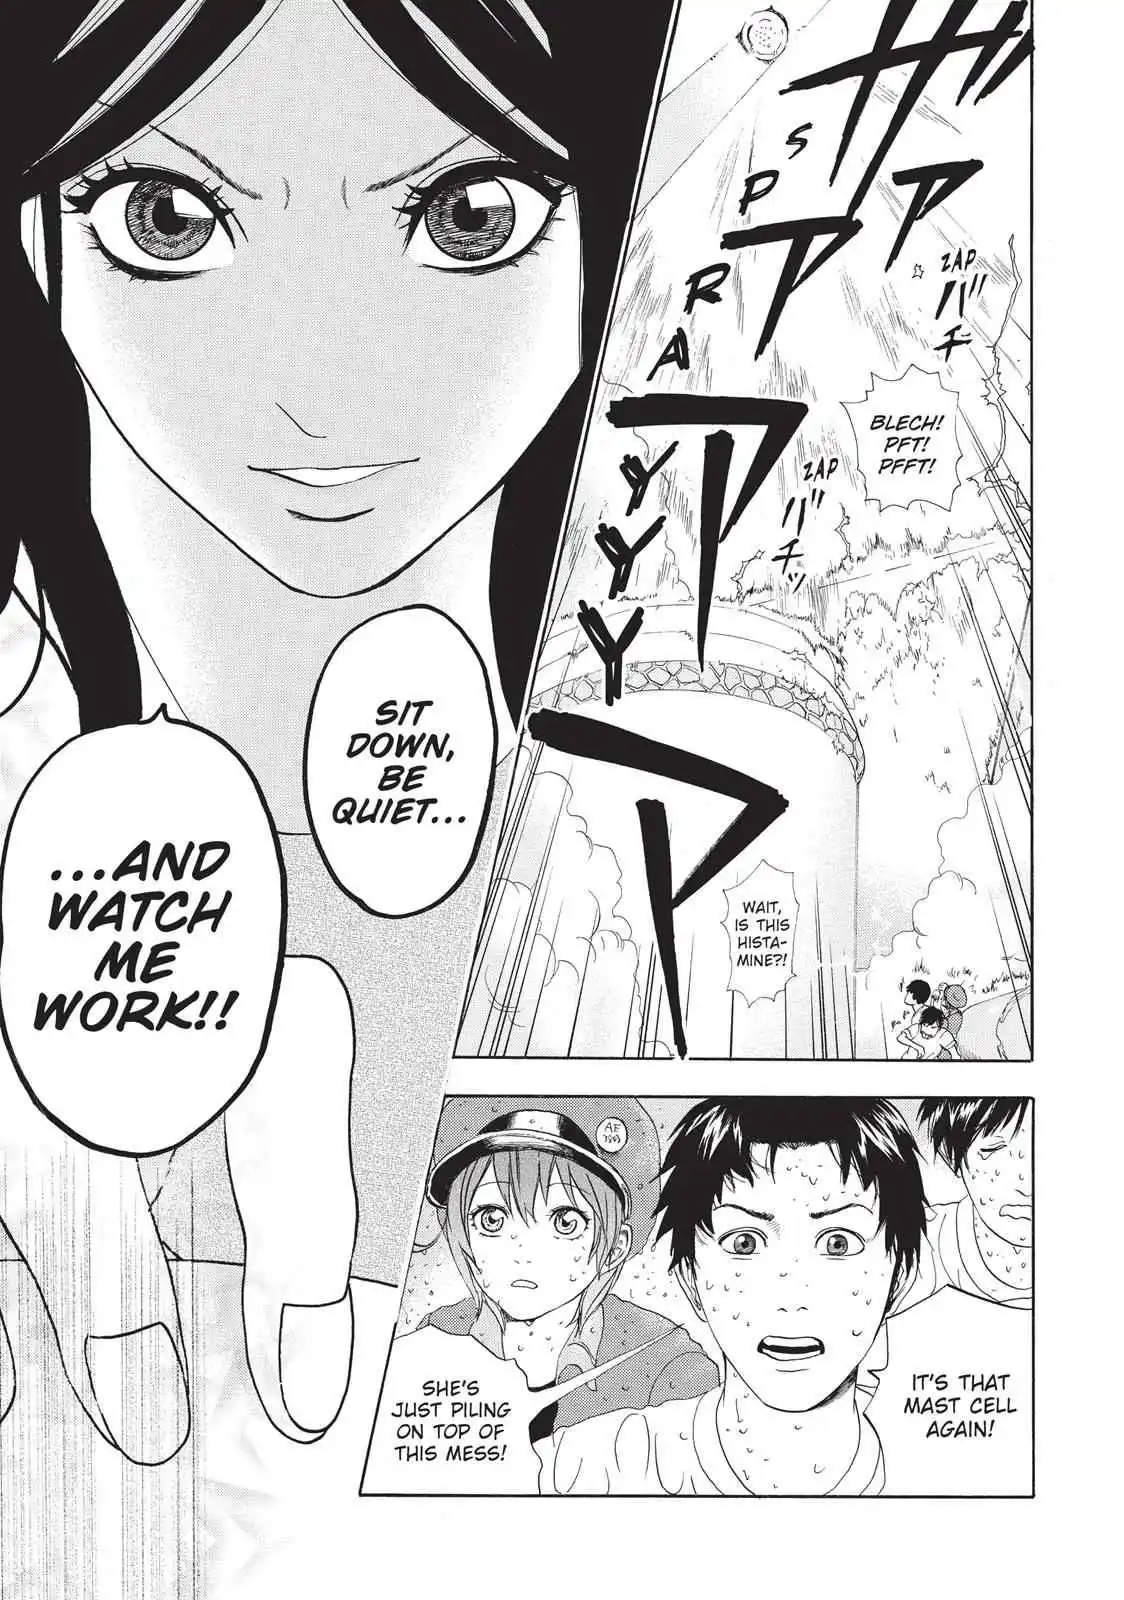 ザアアアア
SPRAYYYY
ZAP
バチ
BLECH!
PFT!
PFFT!
ZAP
バチッ
WAIT,
IS THIS
HISTA-
MINE?!
IT'S THAT
MAST CELL
AGAIN!
SHE'S
JUST PILING
ON TOP OF
THIS MESS!
SIT
DOWN,
BE
QUIET...
...AND
WATCH
ME
WORK!!